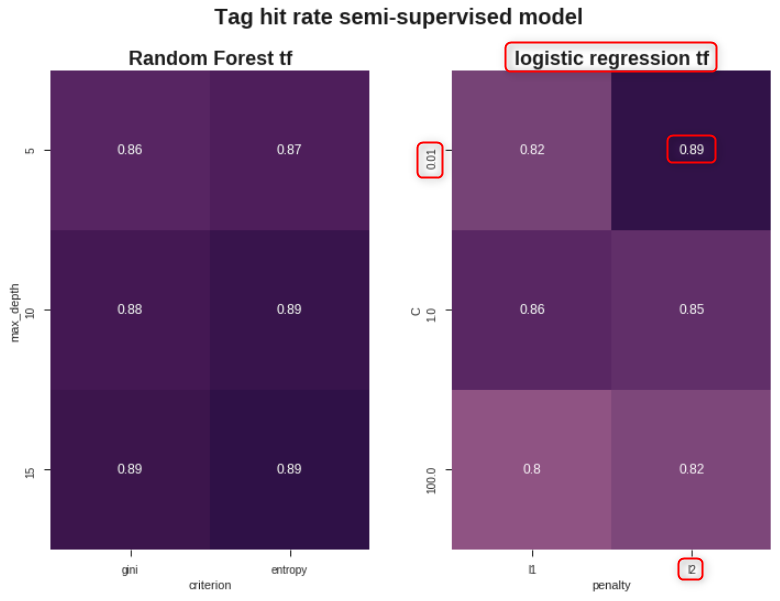 Tag hit rate semi-supervised model
Random Forest tf
max_depth
5
0.86 0.87
10
0.88 0.89
15
0.89 0.89
gini entropy
criterion
logistic regression tf
C
0.01
0.82 0.89
1.0
0.86 0.85
100.0
0.8 0.82
l1 l2
penalty